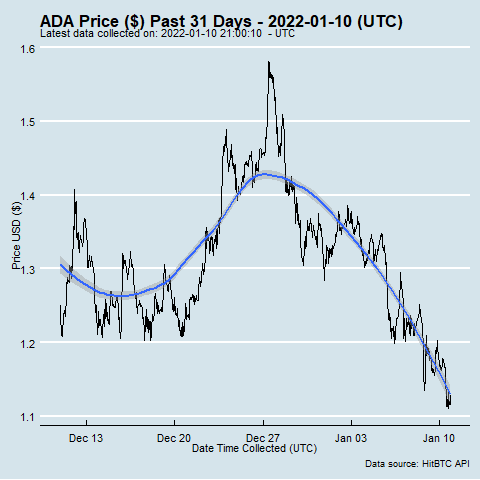 ADA Price ($) Past 31 Days - 2022-01-10 (UTC)
Latest data collected on: 2022-01-10 21:00:10 - UTC
1.6
1.5
1.4
1.3
1.2
1.1
Price USD ($)
Dec 13
Dec 20
Dec 27
Jan 03
Jan 10
Date Time Collected (UTC)
Data source: HitBTC API